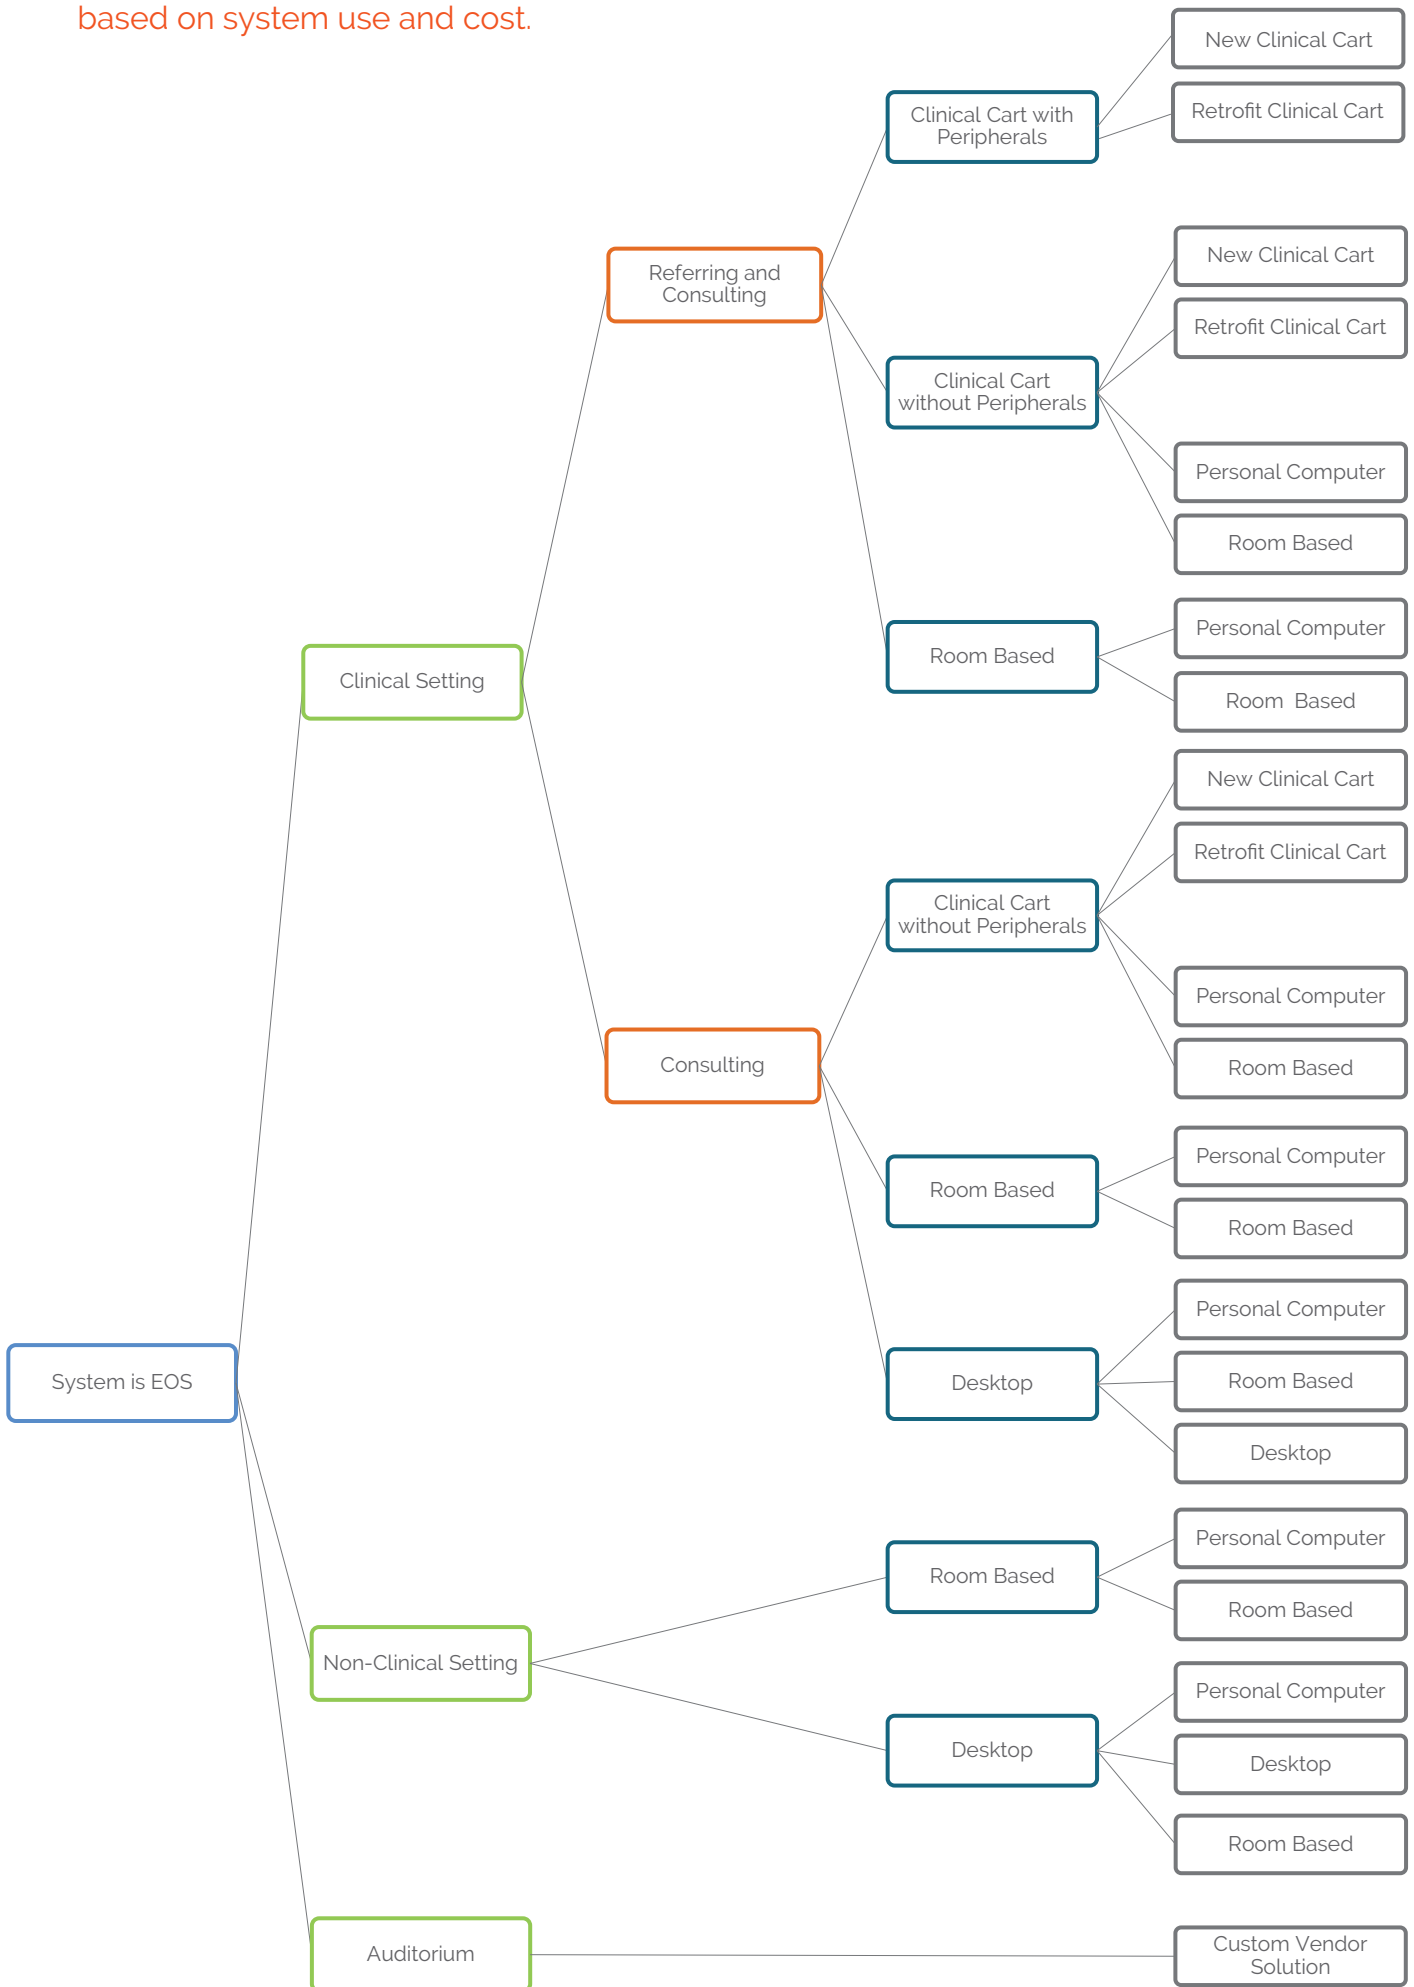 based on system use and cost.
New Clinical Cart
Retrofit Clinical Cart
Clinical Cart with
Peripherals
New Clinical Cart
Retrofit Clinical Cart
Referring and
Consulting
Clinical Cart
without Peripherals
Personal Computer
Room Based
Personal Computer
Room Based
Room  Based
Clinical Setting
New Clinical Cart
Retrofit Clinical Cart
Clinical Cart
without Peripherals
Personal Computer
Room Based
Consulting
Personal Computer
Room Based
Room Based
Personal Computer
Room Based
Desktop
Desktop
System is EOS
Personal Computer
Room Based
Room Based
Non-Clinical Setting
Personal Computer
Desktop
Desktop
Room Based
Auditorium
Custom Vendor
Solution